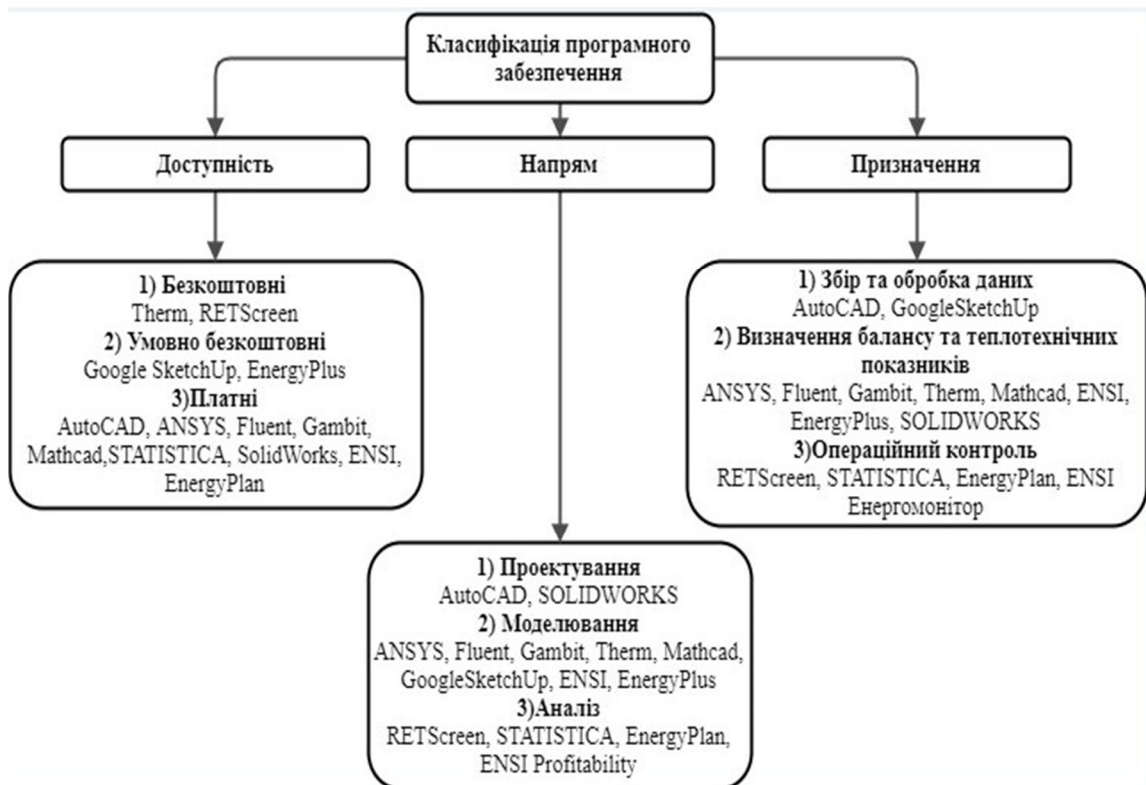 Класифікація програмного
забезпечення
Доступність
Напрям
Призначення
1) Безкоштовні
Therm, RETScreen
2) Умовно безкоштовні
Google SketchUp, EnergyPlus
3)Платні
AutoCAD, ANSYS, Fluent, Gambit,
Mathcad,STATISTICA, SolidWorks, ENSI,
EnergyPlan
1) Збір та обробка даних
AutoCAD, GoogleSketchUp
2) Визначення балансу та теплотехнічних
показників
ANSYS, Fluent, Gambit, Therm, Mathcad, ENSI,
EnergyPlus, SOLIDWORKS
3)Операційний контроль
RETScreen, STATISTICA, EnergyPlan, ENSI
Енергомонітор
1) Проектування
AutoCAD, SOLIDWORKS
2) Моделювання
ANSYS, Fluent, Gambit, Therm, Mathcad,
GoogleSketchUp, ENSI, EnergyPlus
3)Аналіз
RETScreen, STATISTICA, EnergyPlan,
ENSI Profitability